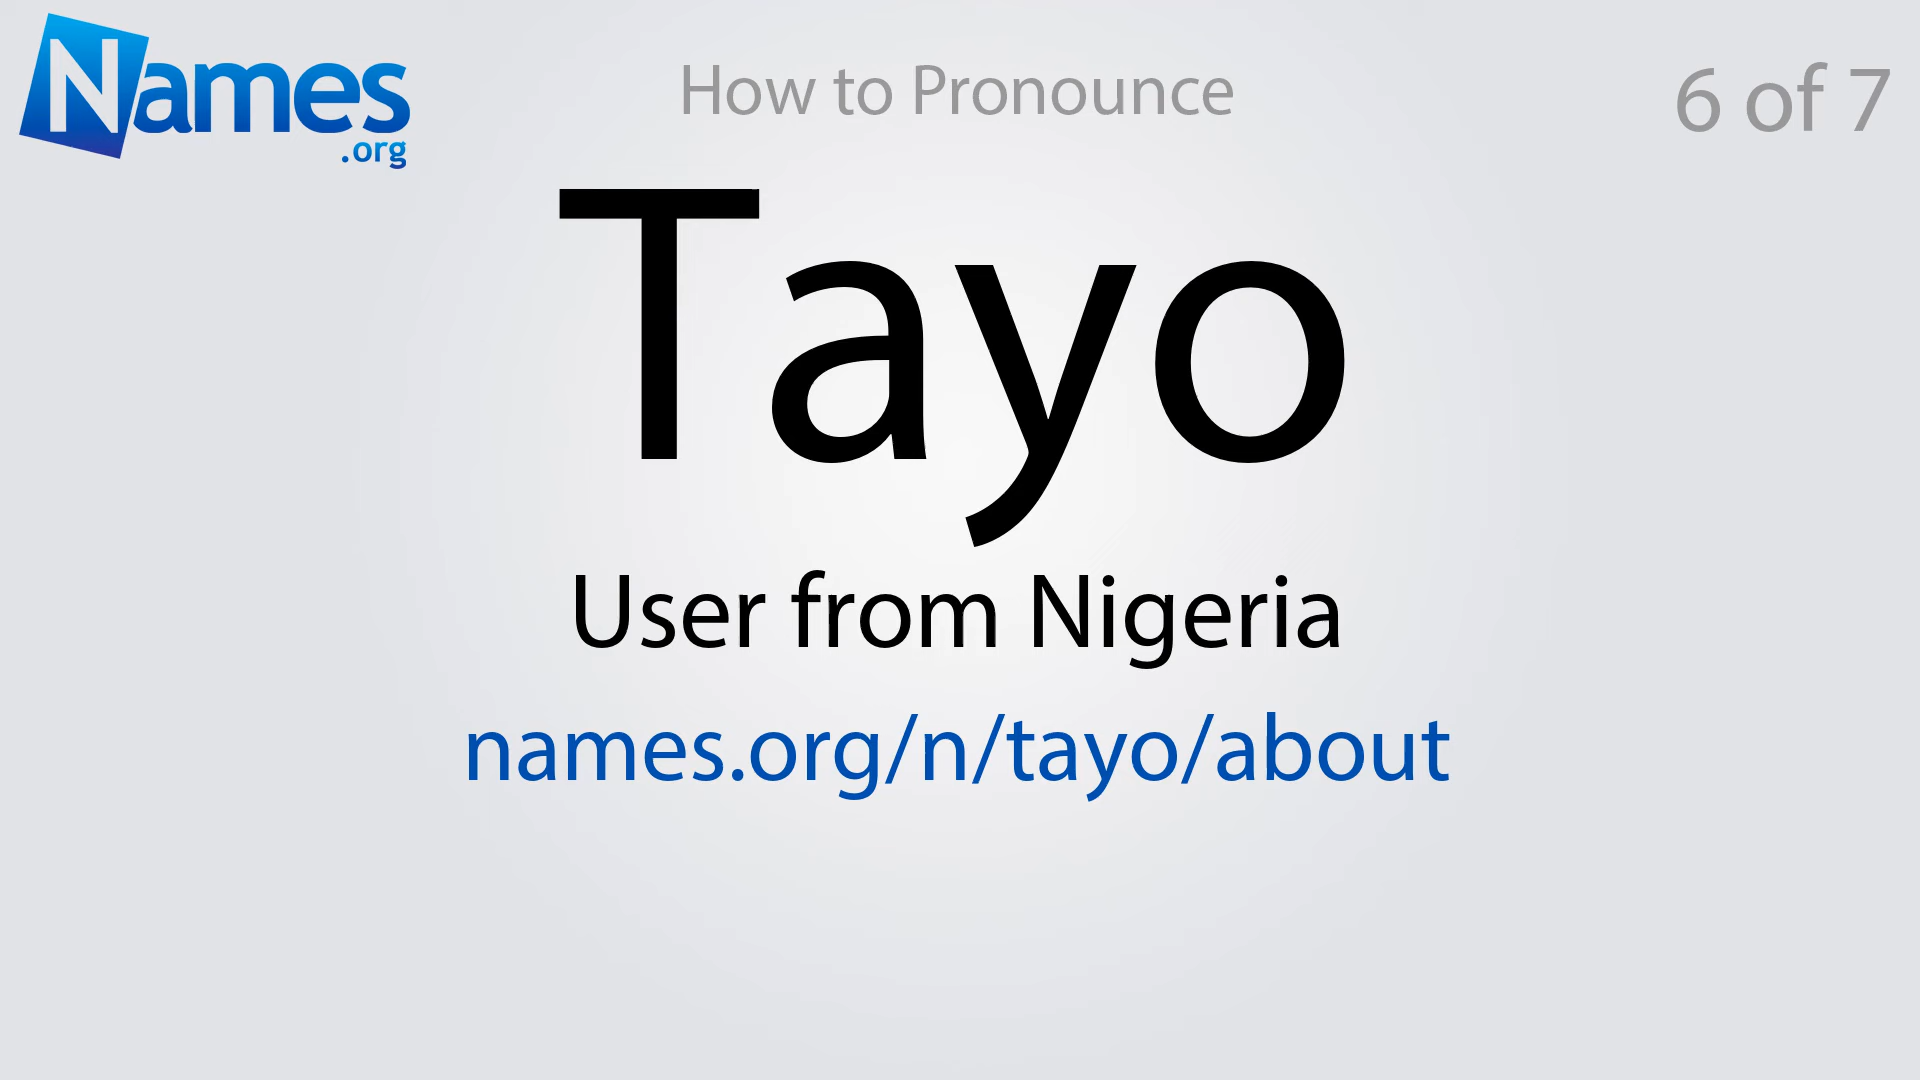 Names
.org
How to Pronounce
6 of 7
Tayo
User from Nigeria
names.org/n/tayo/about